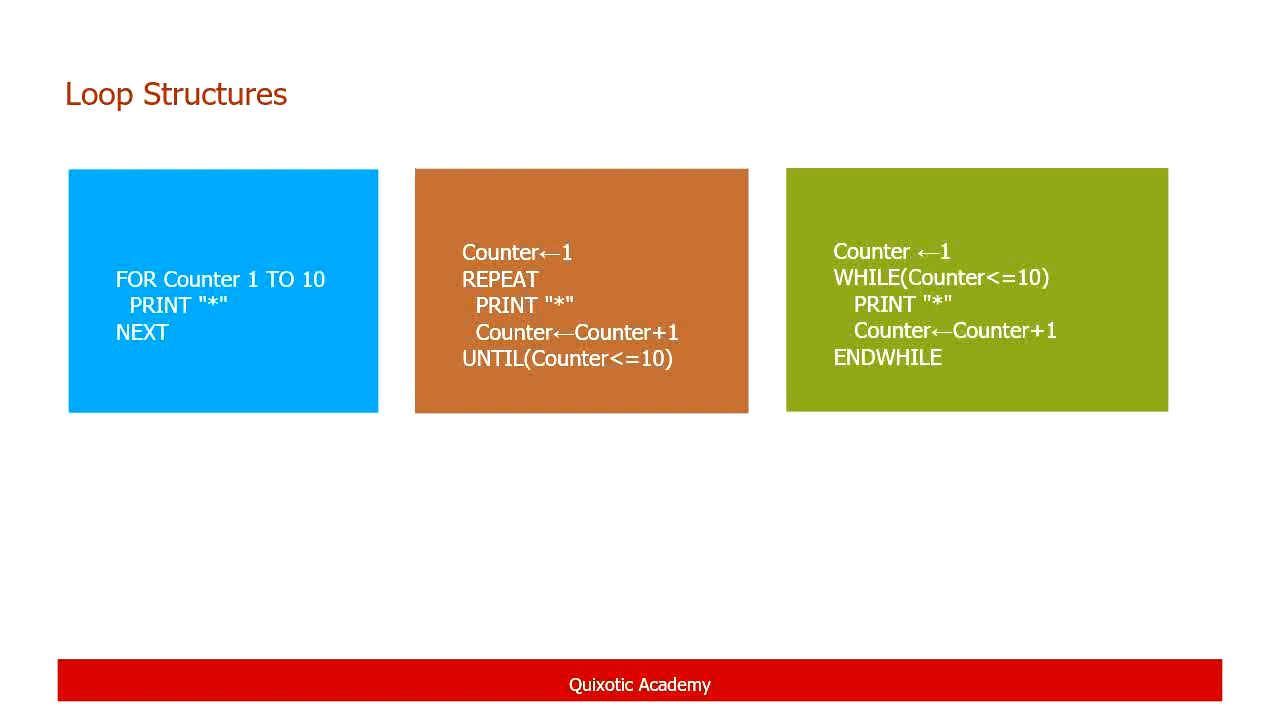 Loop Structures
FOR Counter 1 TO 10
PRINT "*"
NEXT
Counter←1
REPEAT
PRINT "*"
Counter←Counter+1
UNTIL(Counter<=10)
Counter ←1
WHILE(Counter<=10)
PRINT "*"
Counter←Counter+1
ENDWHILE
Quixotic Academy